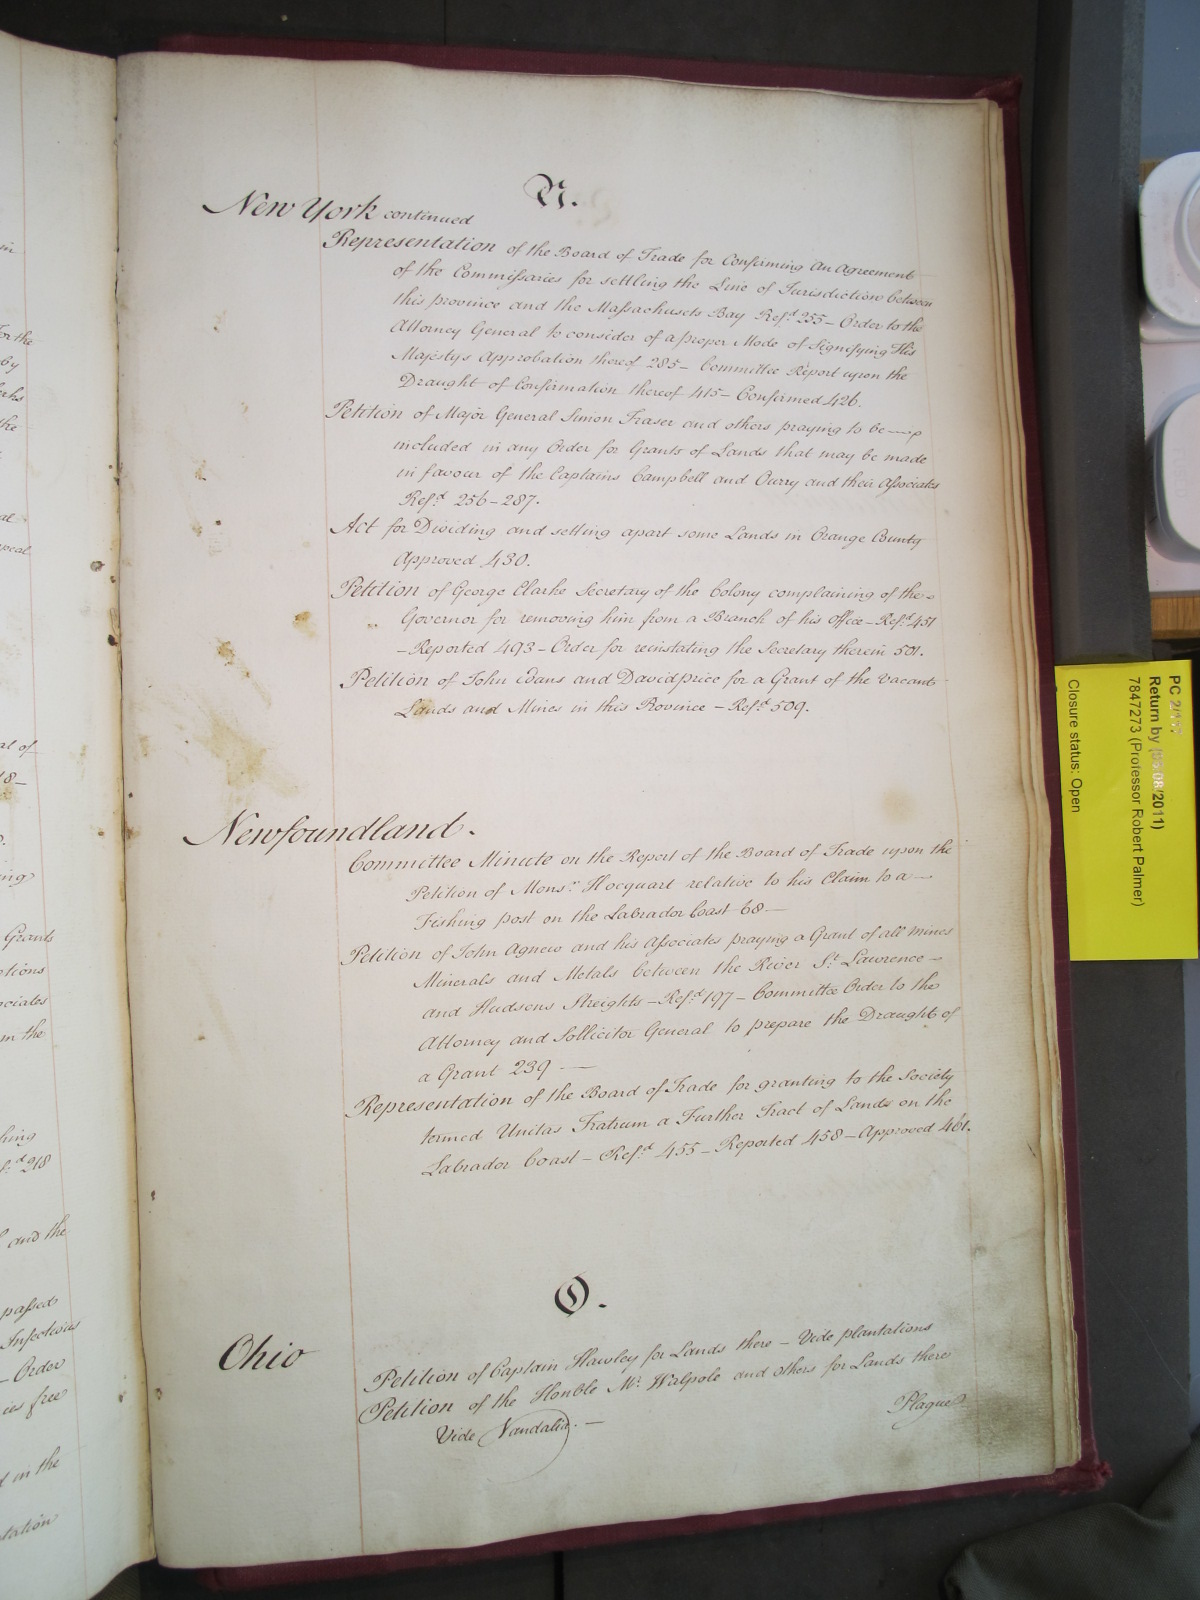 N.
New York continued
Representation of the Board of Trade for Confirming An Agreement
of the Commissaries for settling the Line of Jurisdiction between
this province and the Massachusets Bay Refd. 255 – Order to the
Attorney General to consider of a proper Mode of Signifying His
Majestys Approbation thereof 285 – Committee Report upon the
Draught of Confirmation thereof 415 – Confirmed 426.
Petition of Major General Simon Fraser and others praying to be
included in any Order for Grants of Lands that may be made
in favour of the Captains Campbell and Ourry and their Associates
Refd. 256 – 287.
Act for Dividing and setting apart some Lands in Orange County
Approved 430.
Petition of George Clarke Secretary of the Colony complaining of the
Governor for removing him from a Branch of his Office – Refd. 451
– Reported 493 – Order for reinstating the Secretary therein 501.
Petition of John Evans and David price for a Grant of the vacant
Lands and Mines in this Province – Refd. 509.
Newfoundland.
Committee Minute on the Report of the Board of Trade upon the
Petition of Monsr. Hocquart relative to his Claim to a
Fishing post on the Labrador Coast 68 —
Petition of John Agnew and his Associates praying a Grant of all mines
Minerals and Metals between the River St. Lawrence –
and Hudsons Streights – Refd. 197 – Committee Order to the
Attorney and Sollicitor General to prepare the Draught of
a Grant 239 —
Representation of the Board of Trade for granting to the Society
termed Unitas Fratrum a Further Tract of Lands on the
Labrador Coast – Refd. 455 – Reported 458 – Approved 461.
O.
Ohio
Petition of Captain Hawley for Lands there – Vide plantations
Petition of the Honble Mr. Walpole and others for Lands there
Vide Vandalia. –
Plague
PC 2/
Return by (05/08/2011)
7847273 (Professor Robert Palmer)
Closure status: Open